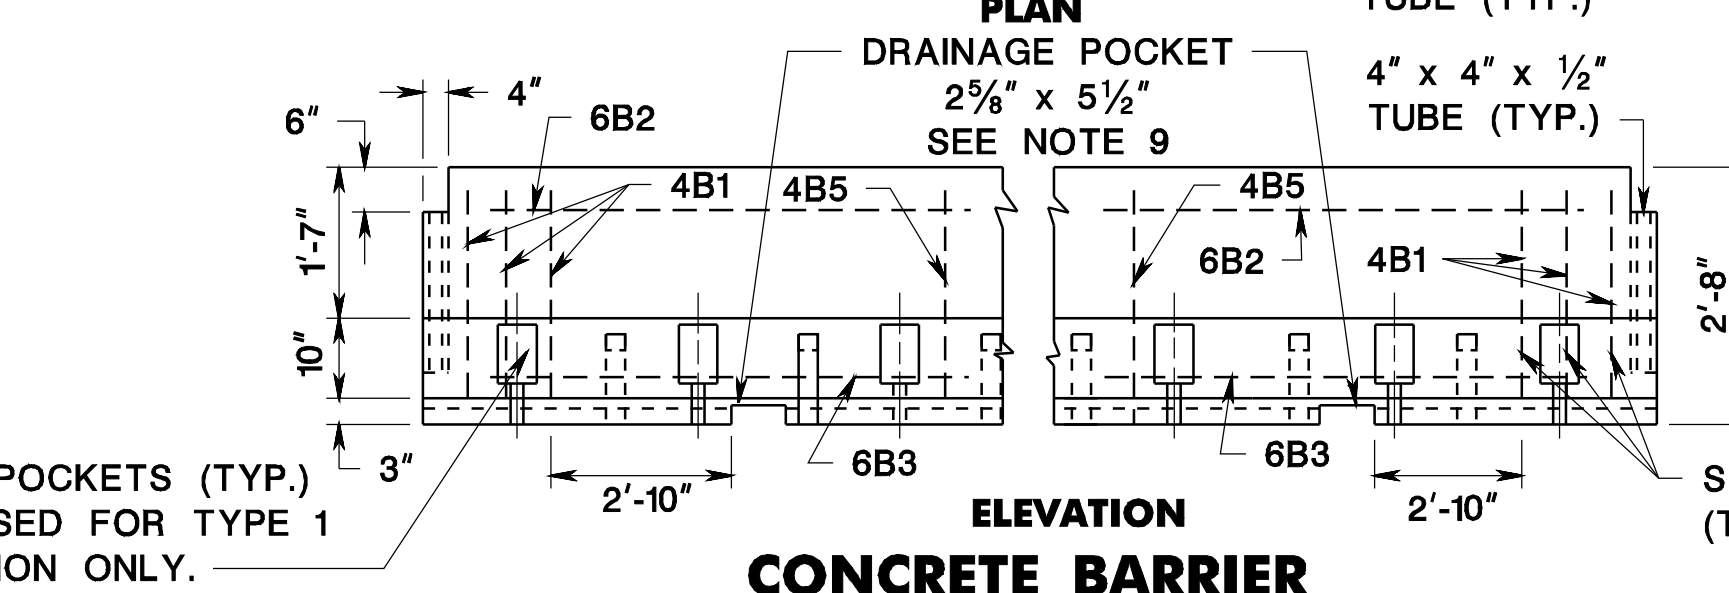 PLAN
TUBE (TYP.)
DRAINAGE POCKET
2⅝" x 5½"
SEE NOTE 9
4" x 4" x ½"
TUBE (TYP.)
4"
6"
6B2
4B1
4B5
4B5
6B2
4B1
1'-7"
10"
2'-8"
3"
6B3
6B3
2'-10"
2'-10"
POCKETS (TYP.)
SED FOR TYPE 1
ION ONLY.
S
(T
ELEVATION
CONCRETE BARRIER